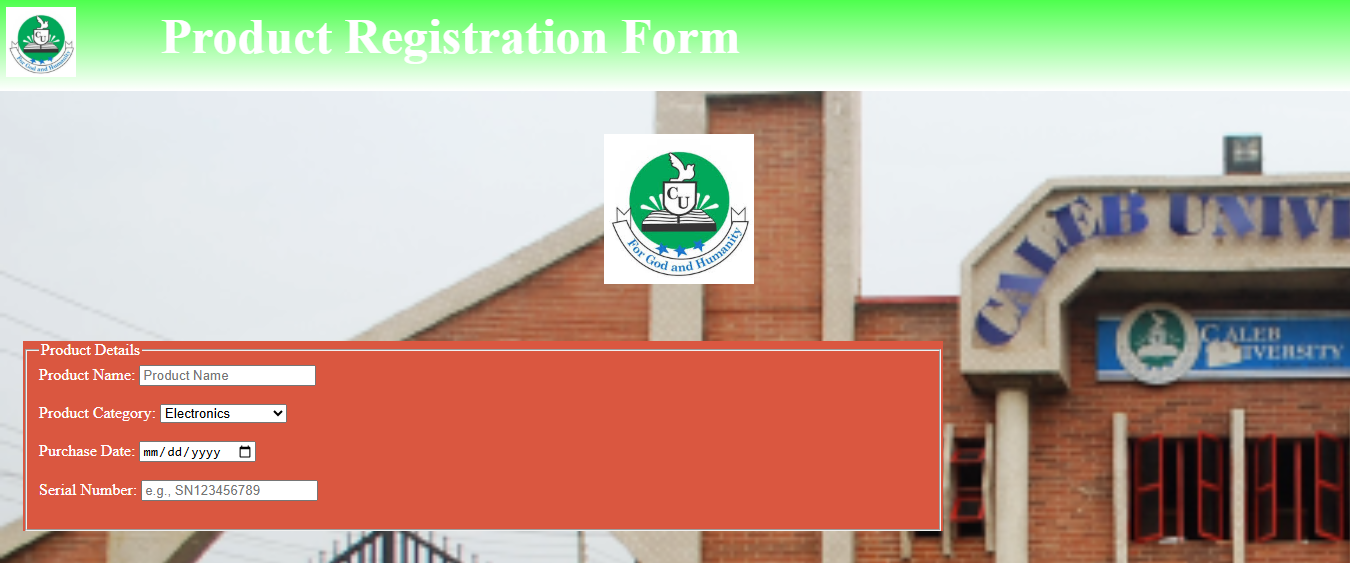 CU
For God and Humanity
Product Registration Form
CU
For God and Humanity
CALEB UNIV
CALEB
UNIVERSITY
Product Details
Product Name: Product Name
Product Category: Electronics
Purchase Date: mm/dd/yyyy
Serial Number: e.g., SN123456789